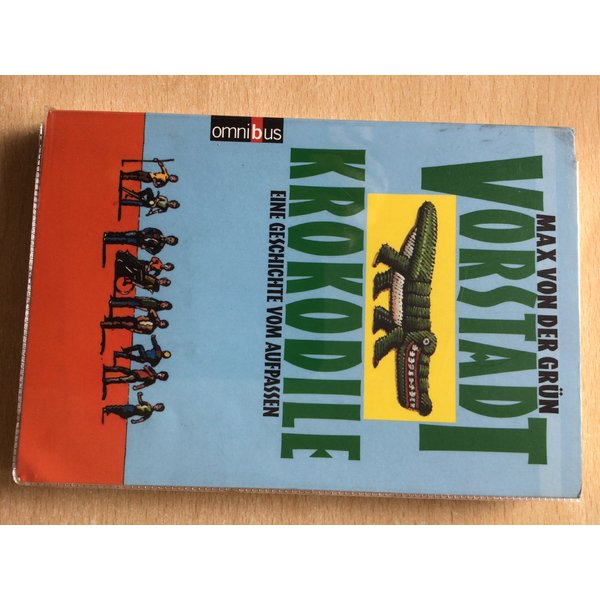 MAX VON DER GRÜN
VORSTADT
KROKODILE
EINE GESCHICHTE VOM AUFPASSEN
omnibus